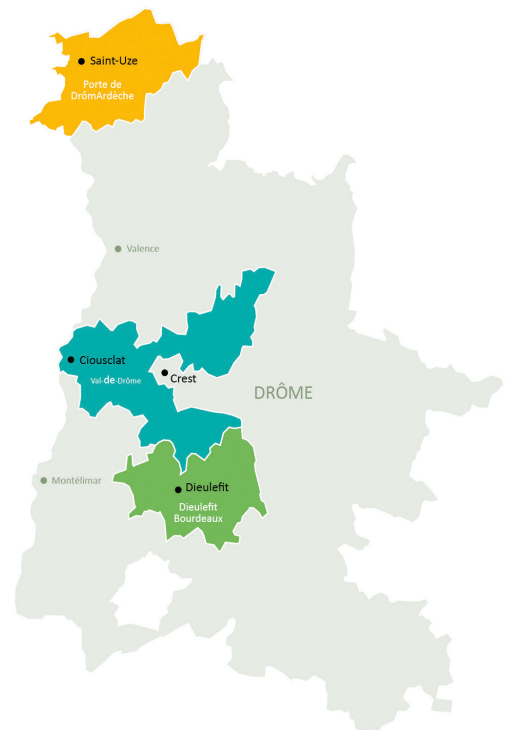 Saint-Uze
Porte de
DrômArdèche
Valence
Ciousclat
Val-de-Drôme
Crest
DRÔME
Montélimar
Dieulefit
Dieulefit
Bourdeaux